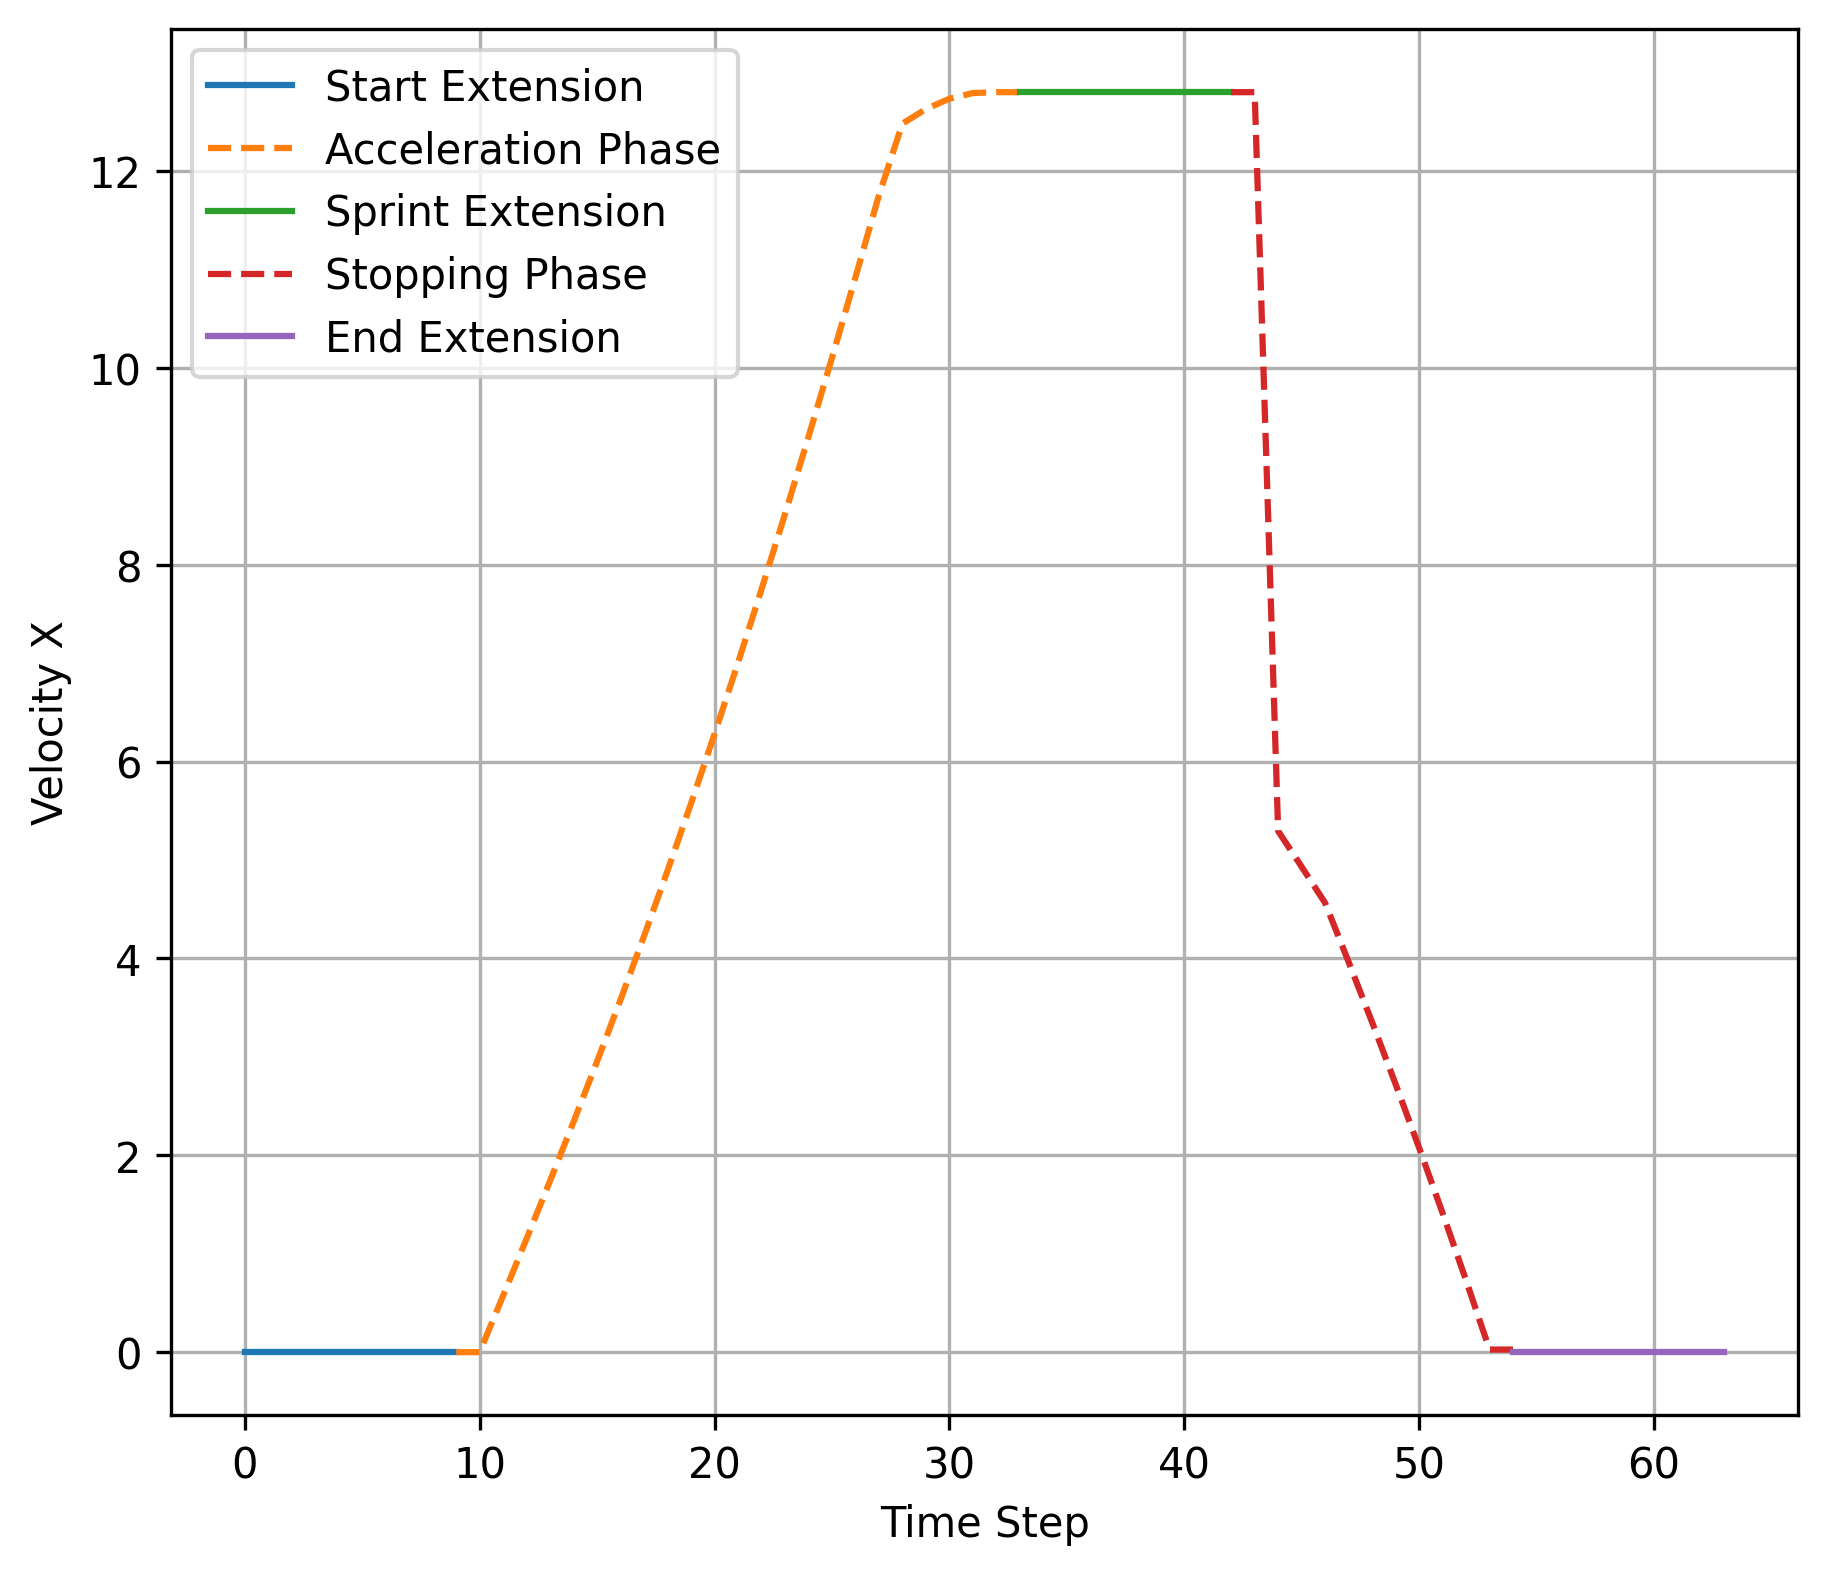 Start Extension
Acceleration Phase
Sprint Extension
Stopping Phase
End Extension
12
10
8
6
4
2
0
Velocity X
0 10 20 30 40 50 60
Time Step